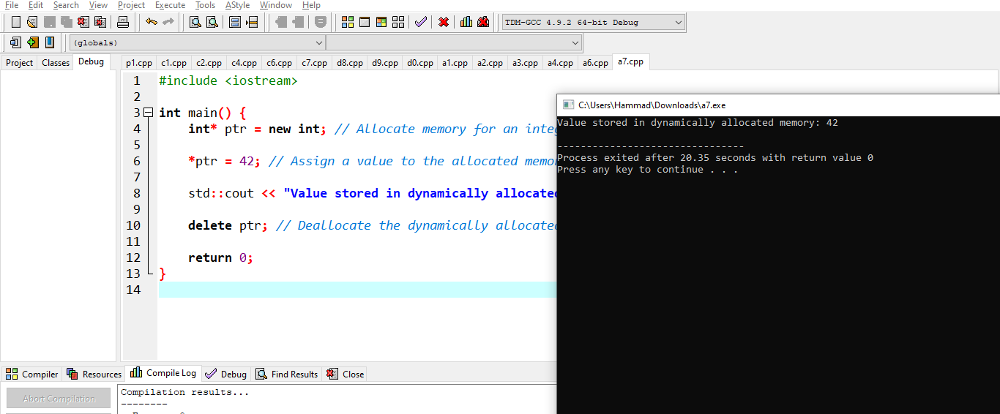 File Edit Search View Project Execute Tools AStyle Window Help
TDM-GCC 4.9.2 64-bit Debug
(globals)
Project Classes Debug
p1.cpp c1.cpp c2.cpp c4.cpp c6.cpp c7.cpp d8.cpp d9.cpp d0.cpp a1.cpp a2.cpp a3.cpp a4.cpp a6.cpp a7.cpp
1 #include <iostream>
2
3 int main() {
4 int* ptr = new int; // Allocate memory for an
5
6 *ptr = 42; // Assign a value to the allocated
7
8 std::cout << "Value stored in dynamically allocated
9
10 delete ptr; // Deallocate the dynamically allocated
11
12 return 0;
13 }
14
C:\Users\Hammad\Downloads\a7.exe
Value stored in dynamically allocated memory: 42
--------------------------------
Process exited after 20.35 seconds with return value 0
Press any key to continue . . .
Compiler Resources Compile Log Debug Find Results Close
Abort Compilation
Compilation results...
--------